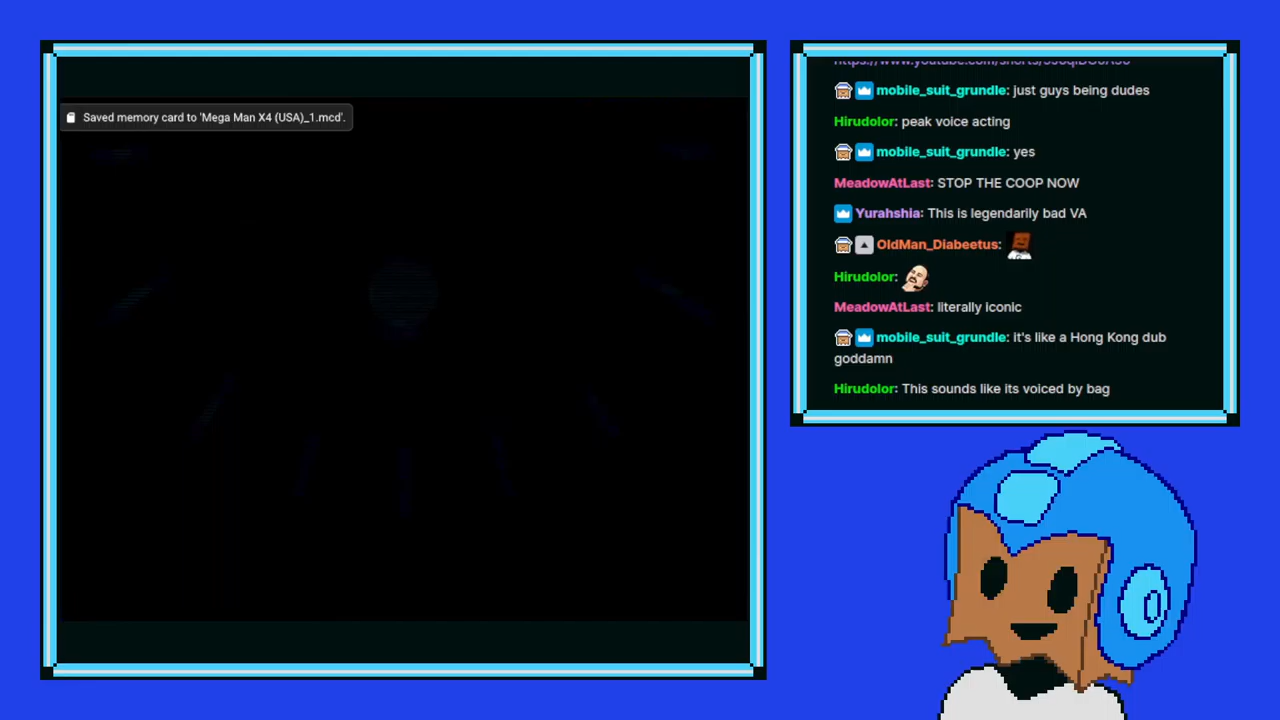 Saved memory card to 'Mega Man X4 (USA)_1.mcd'.
mobile_suit_grundle: just guys being dudes
Hirudolor: peak voice acting
mobile_suit_grundle: yes
MeadowAtLast: STOP THE COOP NOW
Yurahshia: This is legendarily bad VA
OldMan_Diabeetus:
Hirudolor:
MeadowAtLast: literally iconic
mobile_suit_grundle: it's like a Hong Kong dub
goddamn
Hirudolor: This sounds like its voiced by bag